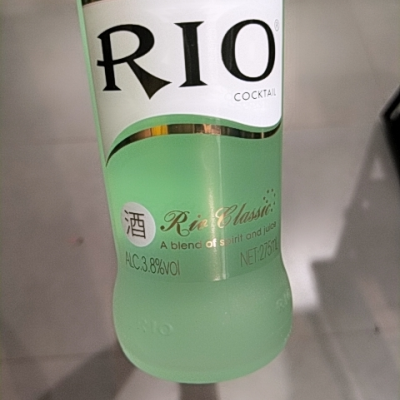 RIO®
COCKTAIL
酒 Rio Classic
A blend of spirit and juice
ALC.3.8%VOl NET:275ML
RIO